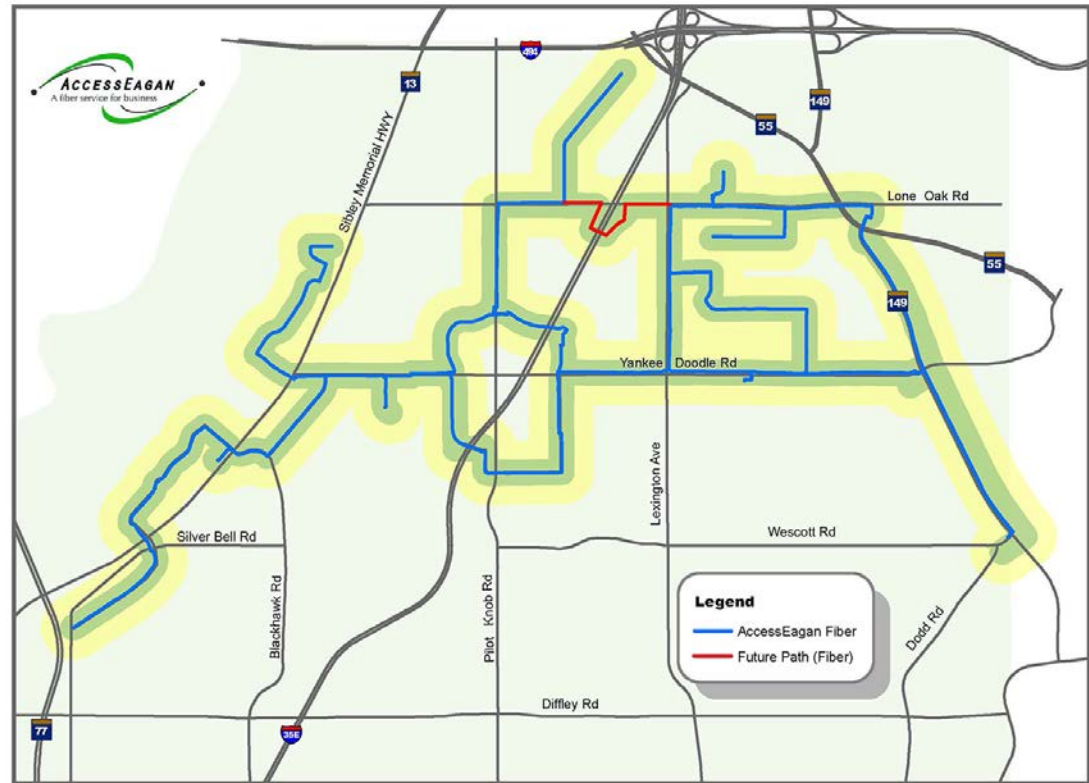 ACCESSEAGAN
A fiber service for business
494
13
149
55
Sibley Memorial HWY
Lone Oak Rd
55
149
Yankee Doodle Rd
Lexington Ave
Silver Bell Rd
Wescott Rd
Blackhawk Rd
Pilot Knob Rd
Dodd Rd
Legend
AccessEagan Fiber
Future Path (Fiber)
Diffley Rd
77
35E